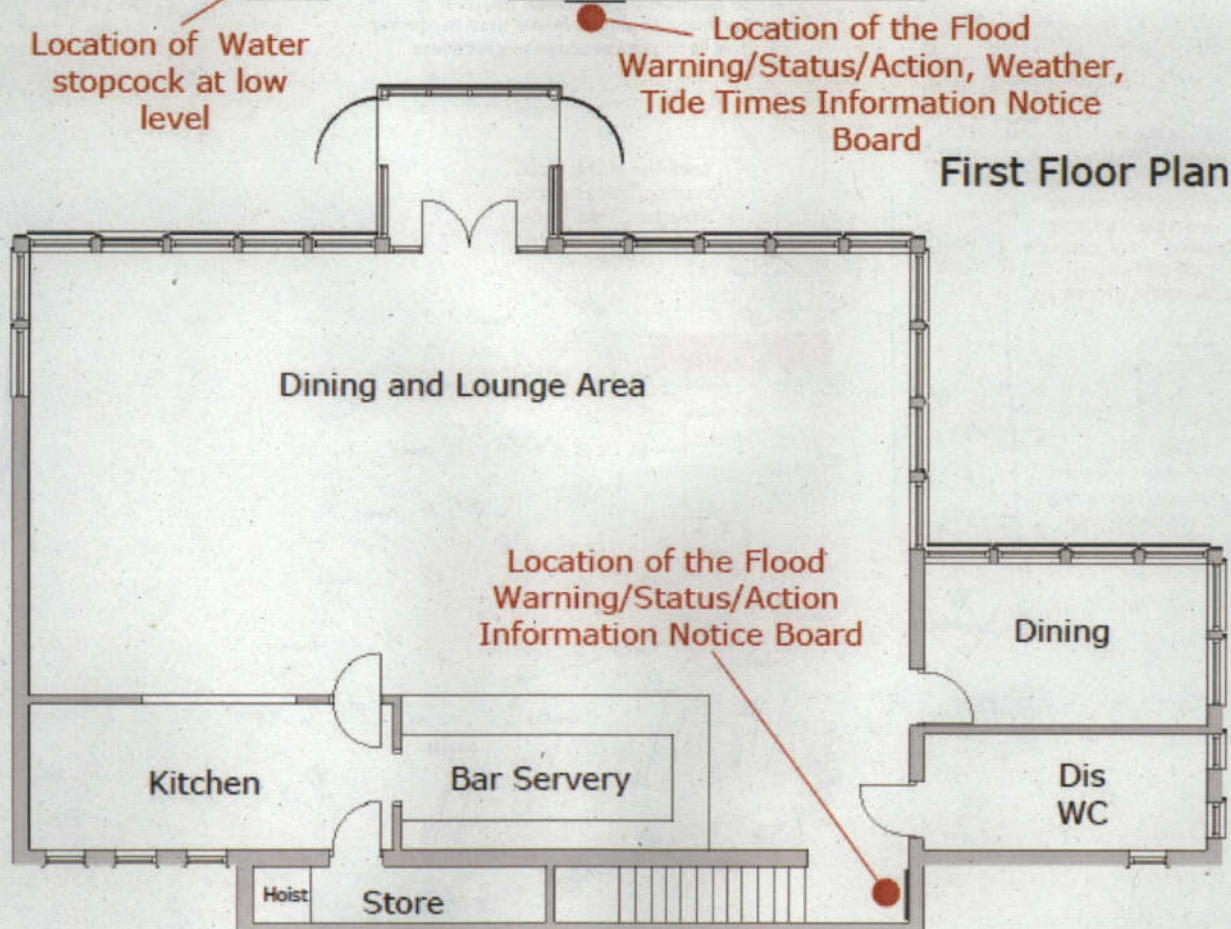 Location of Water
stopcock at low
level
Location of the Flood
Warning/Status/Action, Weather,
Tide Times Information Notice
Board
First Floor Plan
Dining and Lounge Area
Location of the Flood
Warning/Status/Action
Information Notice Board
Dining
Kitchen
Bar Servery
Dis
WC
Hoist
Store